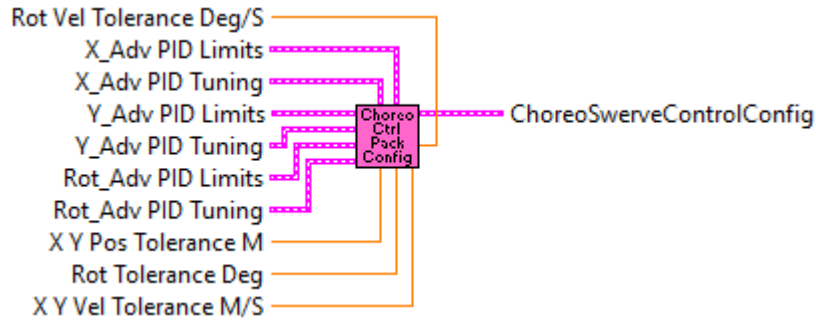 Rot Vel Tolerance Deg/S
X_Adv PID Limits
X_Adv PID Tuning
Y_Adv PID Limits
Y_Adv PID Tuning
Rot_Adv PID Limits
Rot_Adv PID Tuning
X Y Pos Tolerance M
Rot Tolerance Deg
X Y Vel Tolerance M/S
Choreo
Ctrl
Pack
Config
ChoreoSwerveControlConfig